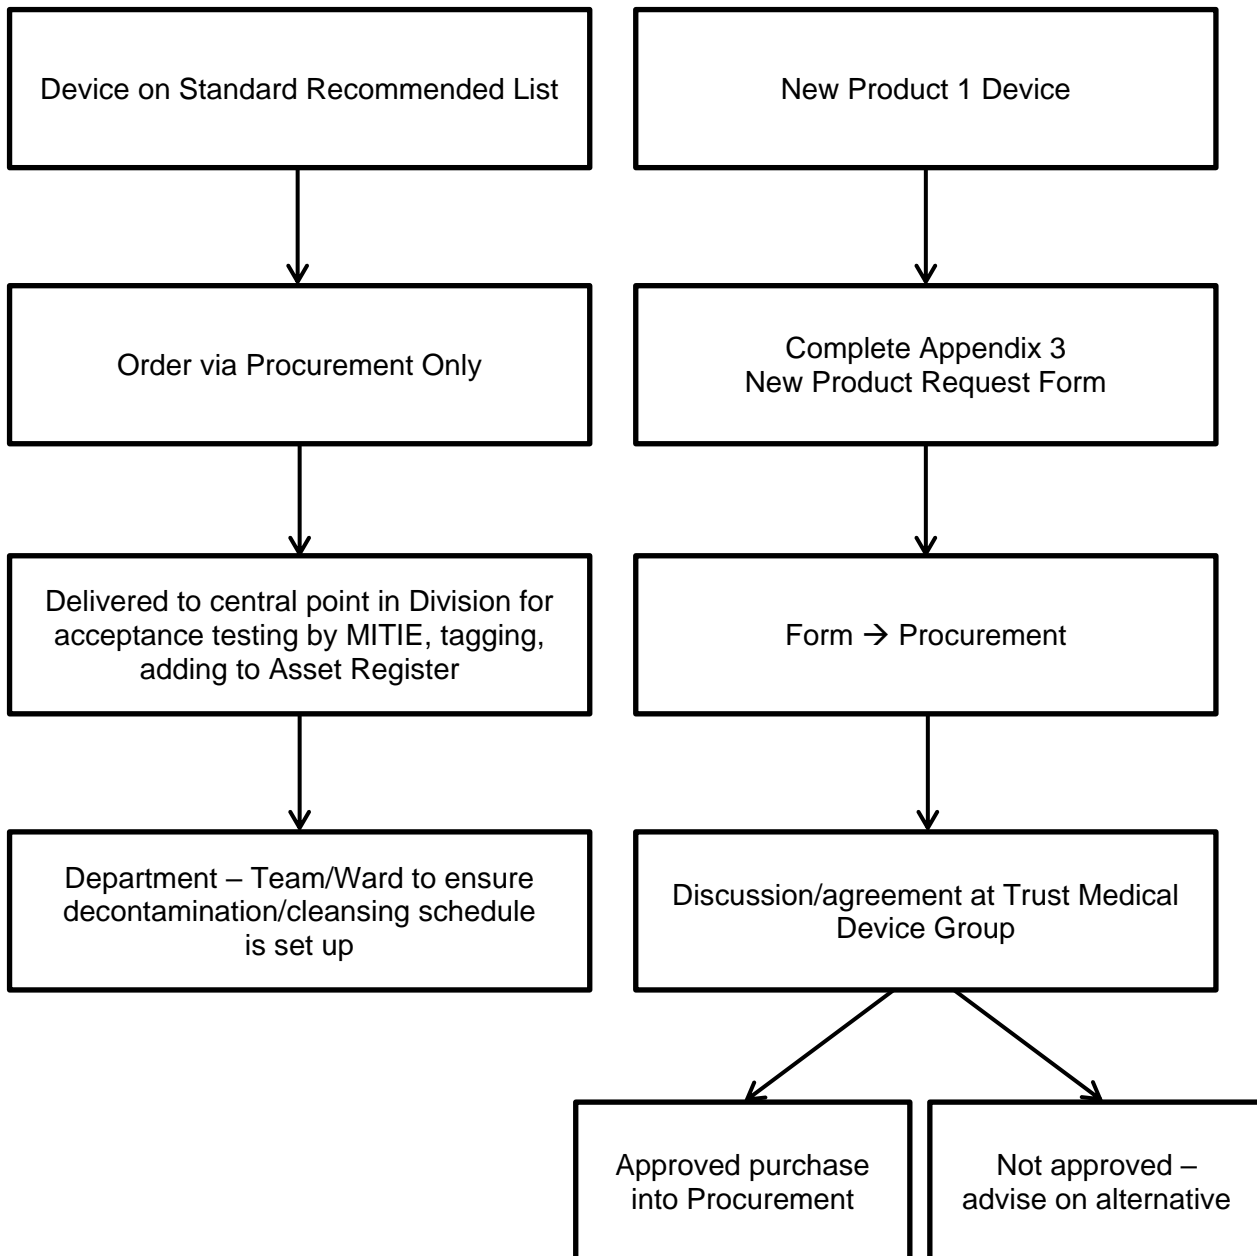 Device on Standard Recommended List
New Product 1 Device
Order via Procurement Only
Complete Appendix 3
New Product Request Form
Delivered to central point in Division for
acceptance testing by MITIE, tagging,
adding to Asset Register
Form → Procurement
Department – Team/Ward to ensure
decontamination/cleansing schedule
is set up
Discussion/agreement at Trust Medical
Device Group
Approved purchase
into Procurement
Not approved –
advise on alternative